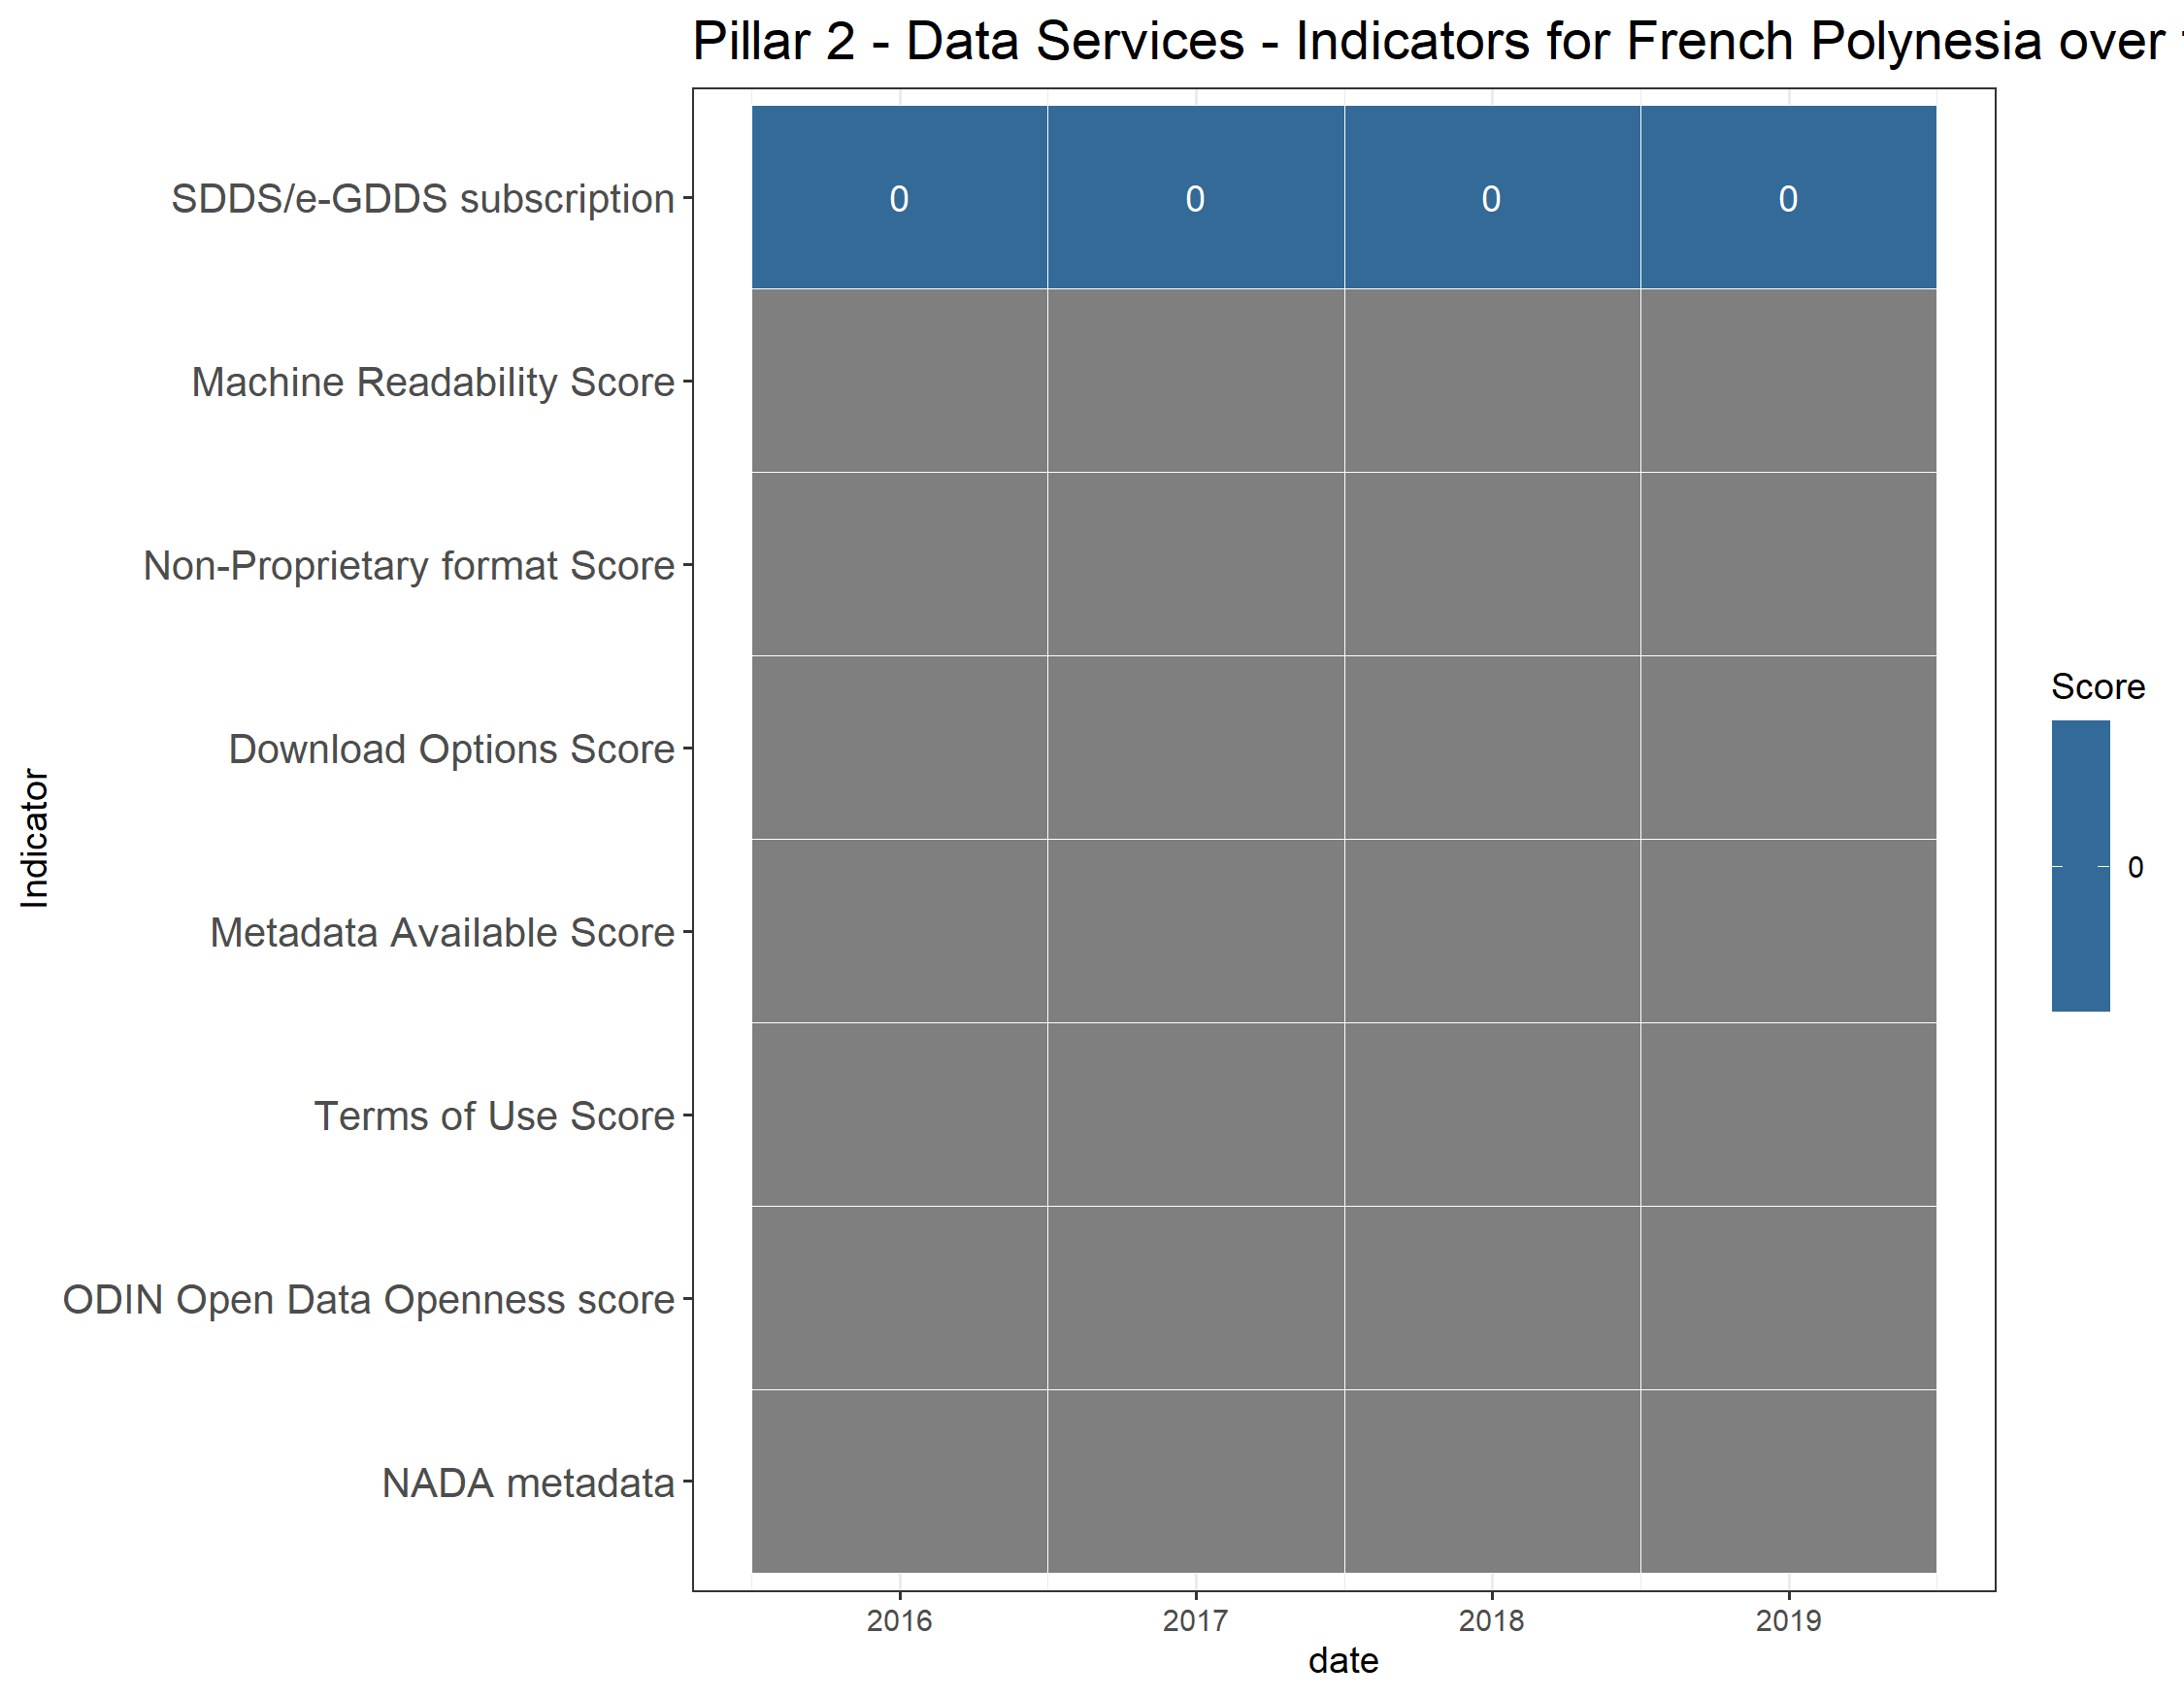 Pillar 2 - Data Services - Indicators for French Polynesia over
SDDS/e-GDDS subscription
0 0 0 0
Machine Readability Score
Non-Proprietary format Score
Download Options Score
Metadata Available Score
Terms of Use Score
ODIN Open Data Openness score
NADA metadata
Indicator
2016 2017 2018 2019
date
Score
0